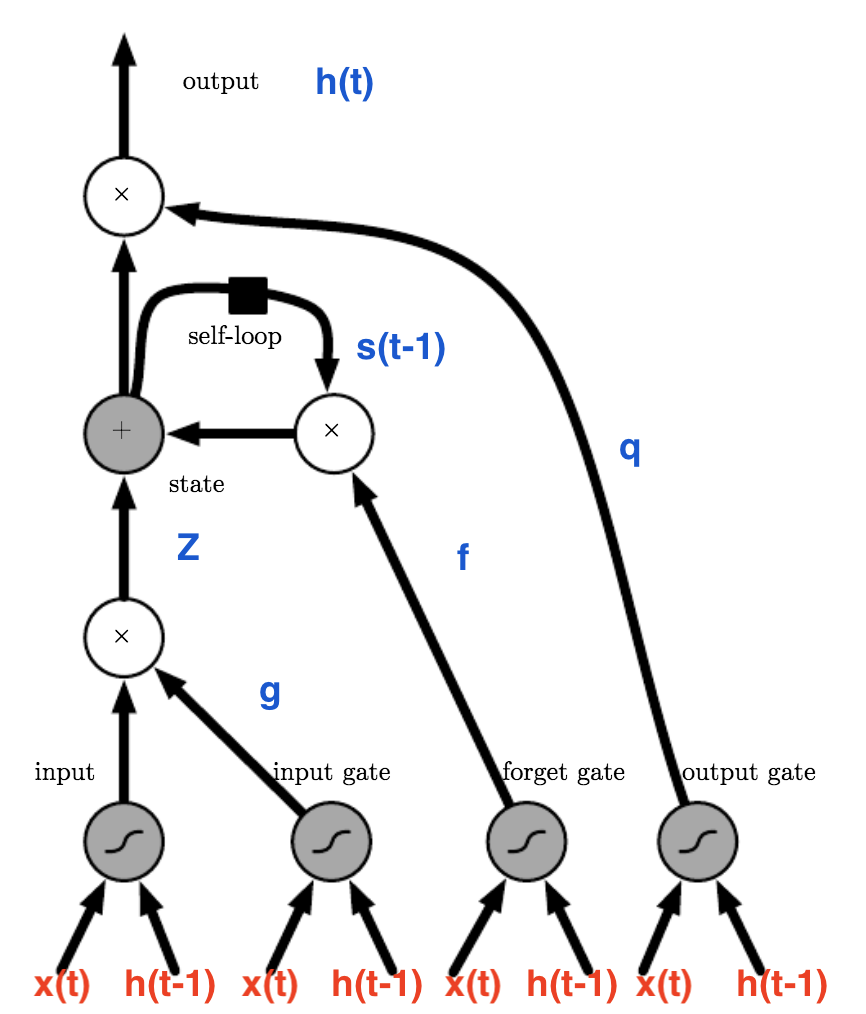 output h(t)
×
self-loop
s(t-1)
+
×
q
state
Z
f
×
g
input
input gate
forget gate
output gate
x(t) h(t-1) x(t) h(t-1) x(t) h(t-1) x(t) h(t-1)